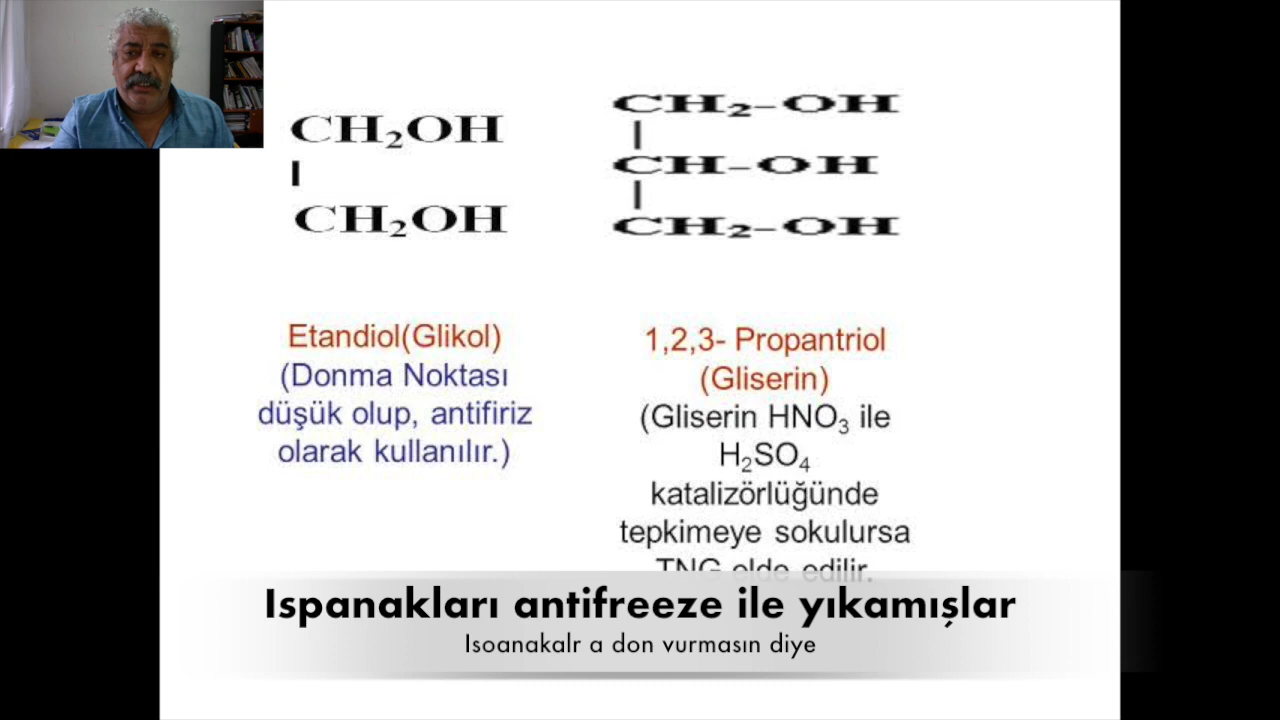 CH₂OH
CH₂OH
CH₂-OH
CH-OH
CH₂-OH
Etandiol(Glikol)
(Donma Noktası
düşük olup, antifiriz
olarak kullanılır.)
1,2,3- Propantriol
(Gliserin)
(Gliserin HNO₃ ile
H₂SO₄
katalizörlüğünde
tepkimeye sokulursa
TNG elde edilir.
Ispanakları antifreeze ile yıkamışlar
Isoanakalr a don vurmasın diye